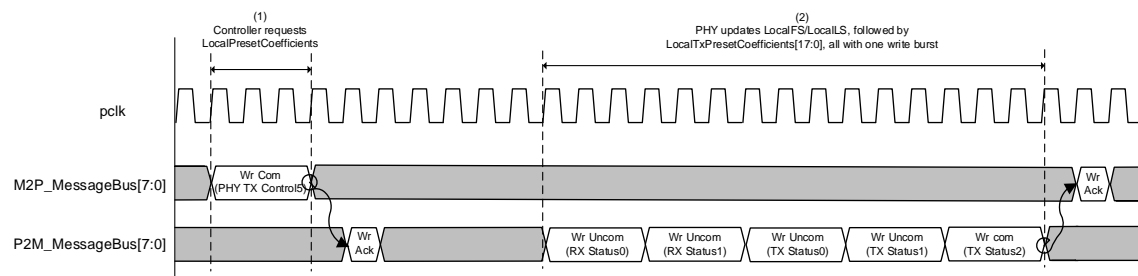 (1)
Controller requests
LocalPresetCoefficients
(2)
PHY updates LocalFS/LocalLS, followed by
LocalTxPresetCoefficients[17:0], all with one write burst
pclk
M2P_MessageBus[7:0]
Wr Com
(PHY TX Control5)
Wr
Ack
P2M_MessageBus[7:0]
Wr
Ack
Wr Uncom
(RX Status0)
Wr Uncom
(RX Status1)
Wr Uncom
(TX Status0)
Wr Uncom
(TX Status1)
Wr com
(TX Status2)